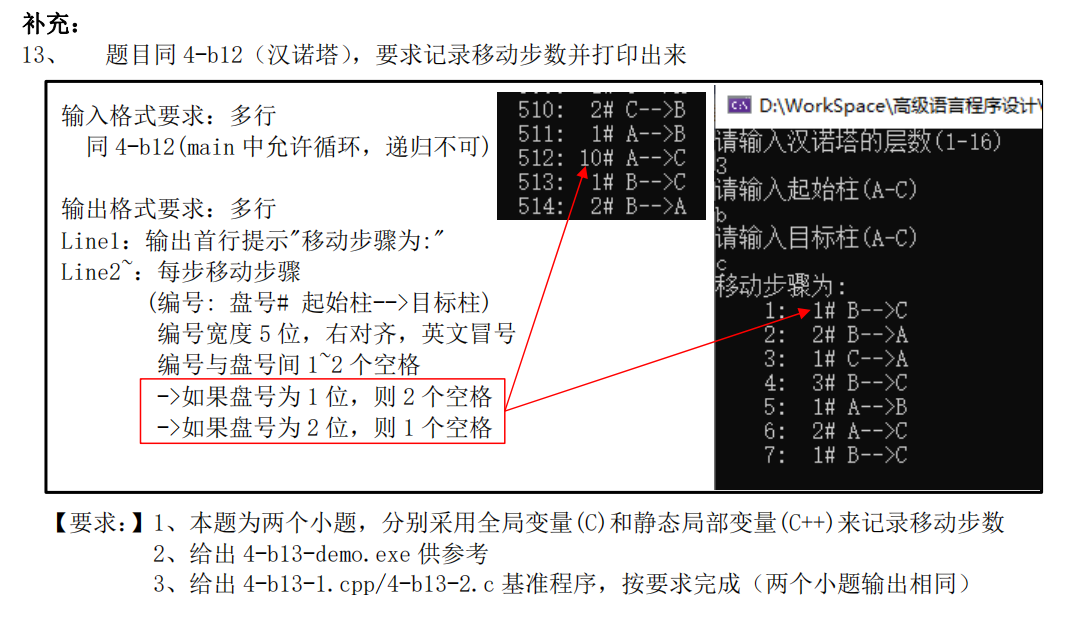 补充:
13、 题目同 4-b12（汉诺塔），要求记录移动步数并打印出来
输入格式要求：多行
同 4-b12(main 中允许循环，递归不可)
输出格式要求：多行
Line1：输出首行提示"移动步骤为:"
Line2~：每步移动步骤
(编号: 盘号# 起始柱-->目标柱)
编号宽度 5 位，右对齐，英文冒号
编号与盘号间 1~2 个空格
->如果盘号为 1 位，则 2 个空格
->如果盘号为 2 位，则 1 个空格
510:  2# C-->B
511:  1# A-->B
512: 10# A-->C
513:  1# B-->C
514:  2# B-->A
D:\WorkSpace\高级语言程序设计\
请输入汉诺塔的层数(1-16)
3
请输入起始柱(A-C)
b
请输入目标柱(A-C)
c
移动步骤为:
1:  1# B-->C
2:  2# B-->A
3:  1# C-->A
4:  3# B-->C
5:  1# A-->B
6:  2# A-->C
7:  1# B-->C
【要求：】1、本题为两个小题，分别采用全局变量(C)和静态局部变量(C++)来记录移动步数
2、给出 4-b13-demo.exe 供参考
3、给出 4-b13-1.cpp/4-b13-2.c 基准程序，按要求完成（两个小题输出相同）